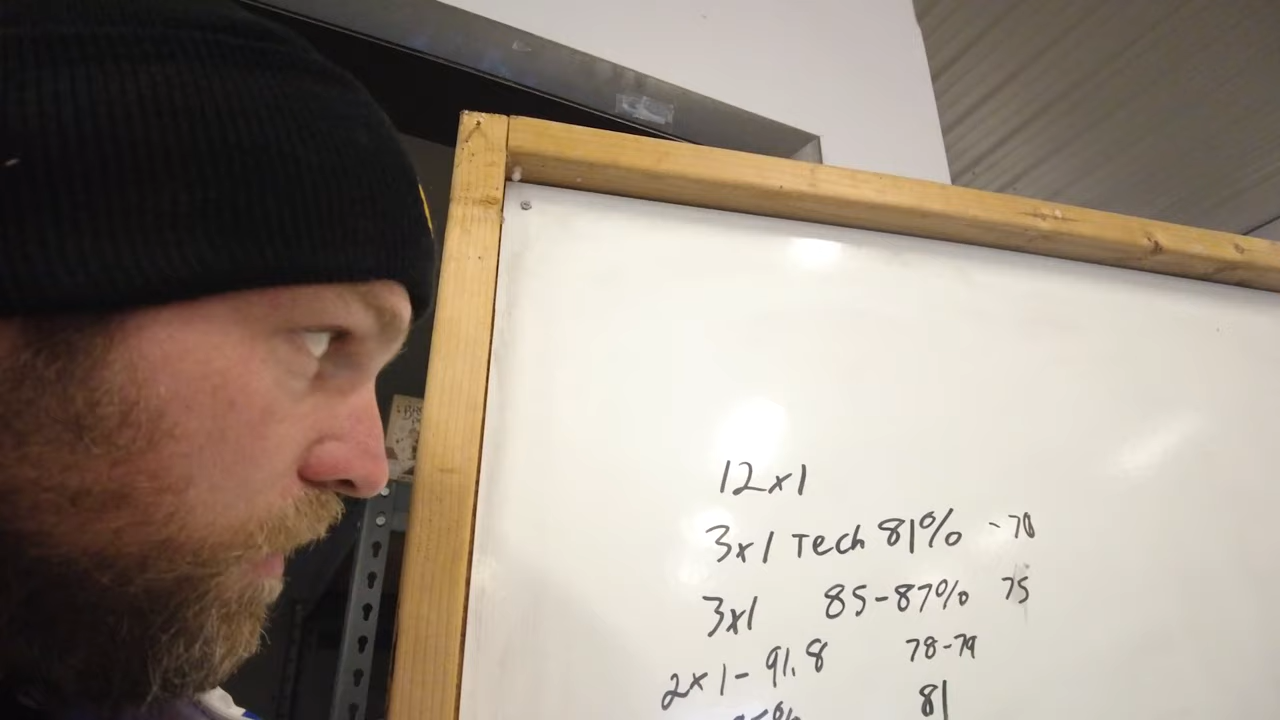 12x1
3x1 Tech 81% - 70
3x1 85-87% 75
2x1 - 91.8 78-79
81